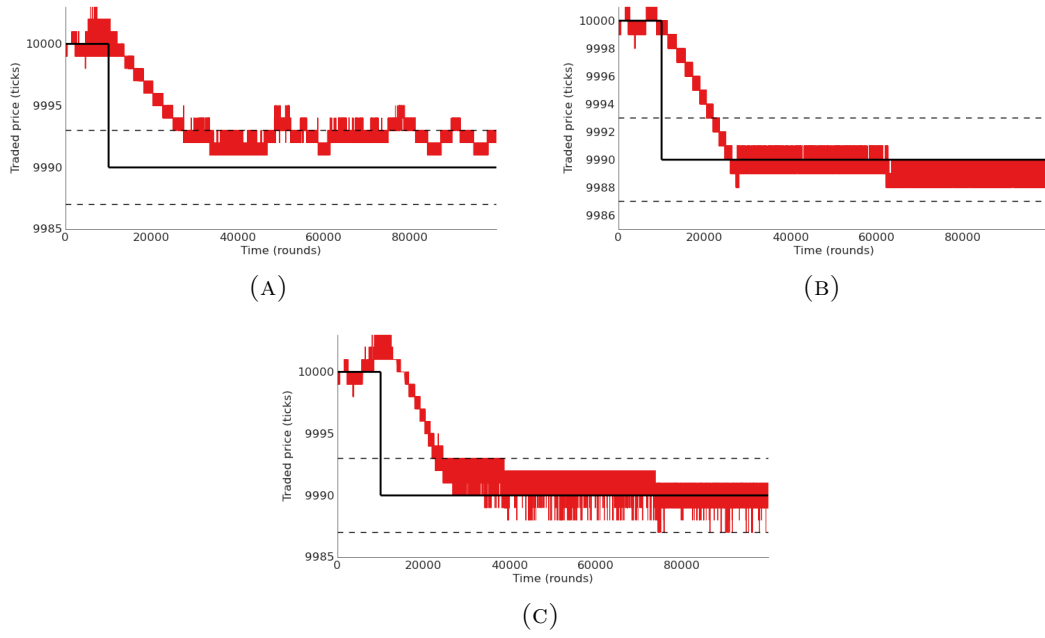 Traded price (ticks)
10000
9995
9990
9985
0 20000 40000 60000 80000
Time (rounds)
(A)
Traded price (ticks)
10000
9998
9996
9994
9992
9990
9988
9986
0 20000 40000 60000 80000
Time (rounds)
(B)
Traded price (ticks)
10000
9995
9990
9985
0 20000 40000 60000 80000
Time (rounds)
(C)